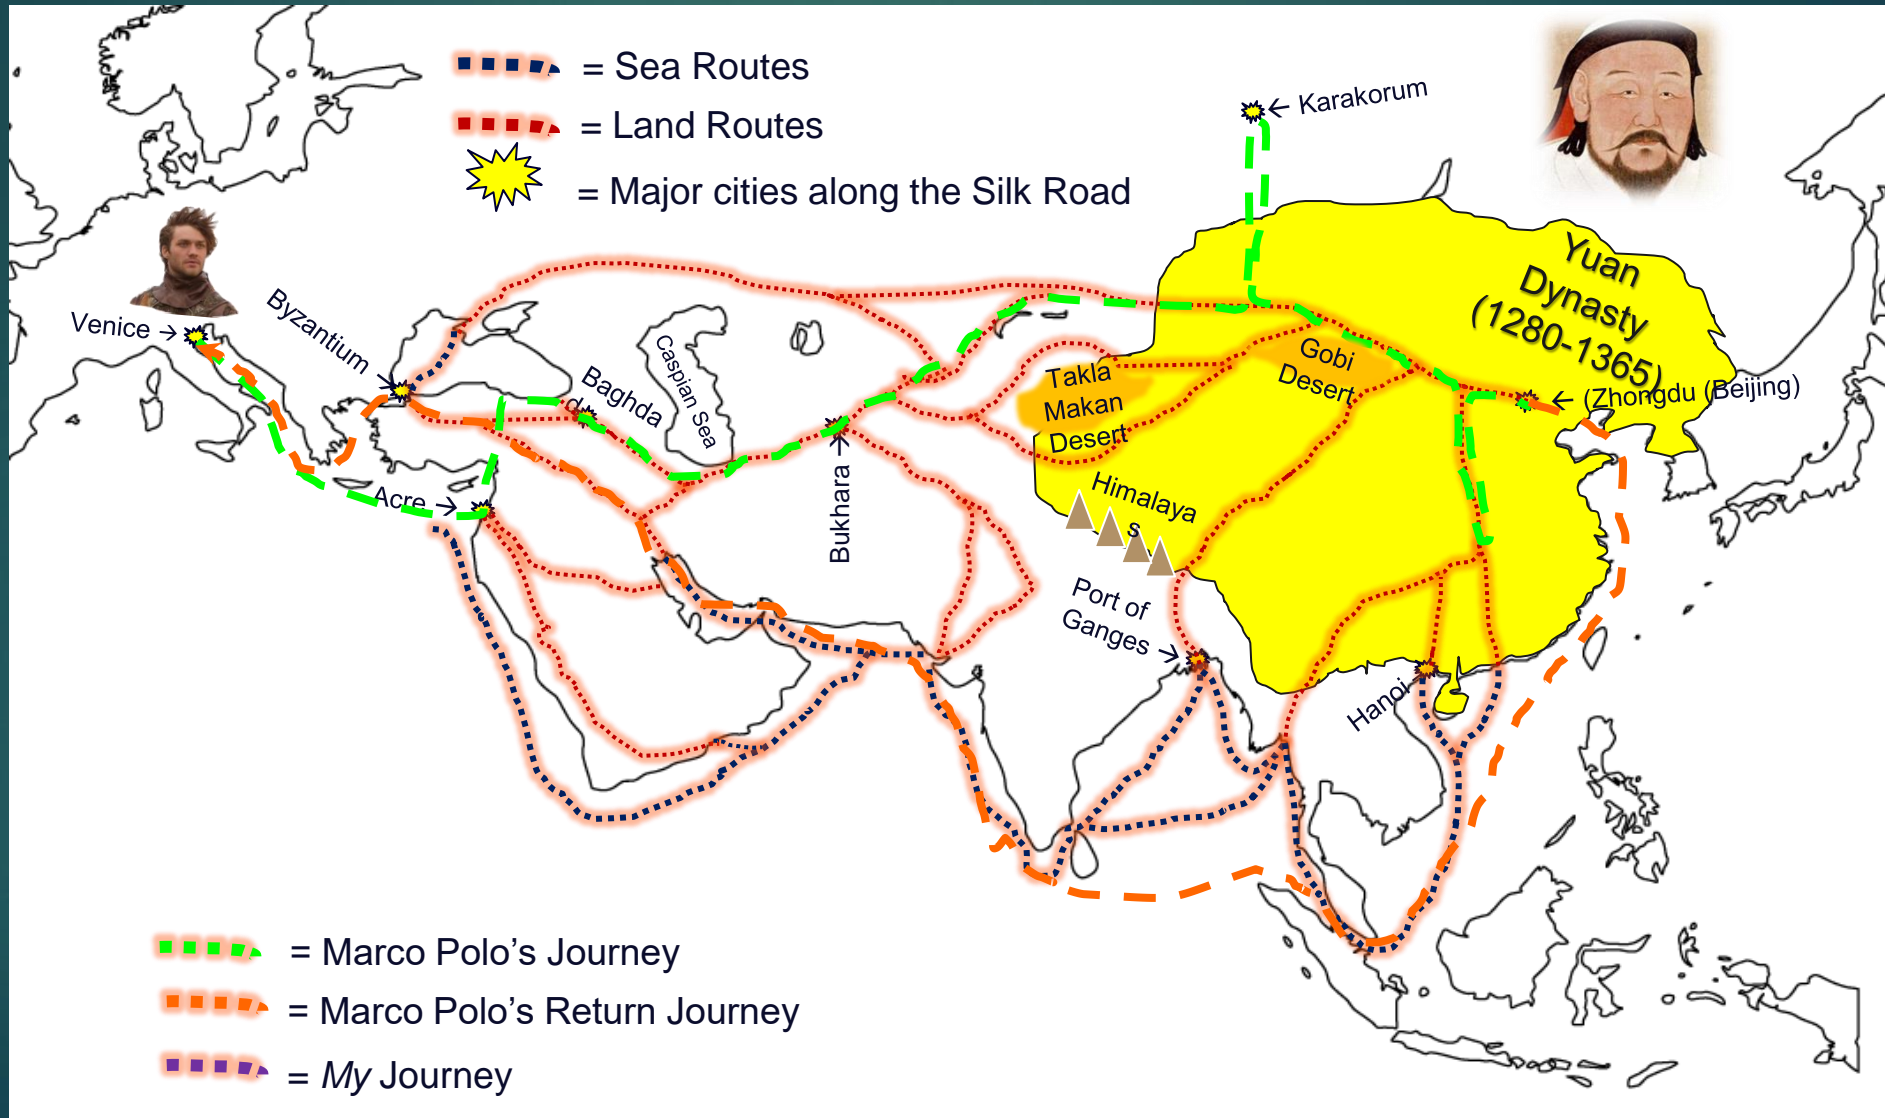 = Sea Routes
= Land Routes
= Major cities along the Silk Road
← Karakorum
Yuan
Dynasty
(1280-1365)
Venice →
Byzantium
Baghda
d
Caspian Sea
Takla
Makan
Desert
Gobi
Desert
← (Zhongdu (Beijing)
Acre →
Bukhara
Himalaya
s
Port of
Ganges →
Hanoi
= Marco Polo’s Journey
= Marco Polo’s Return Journey
= My Journey